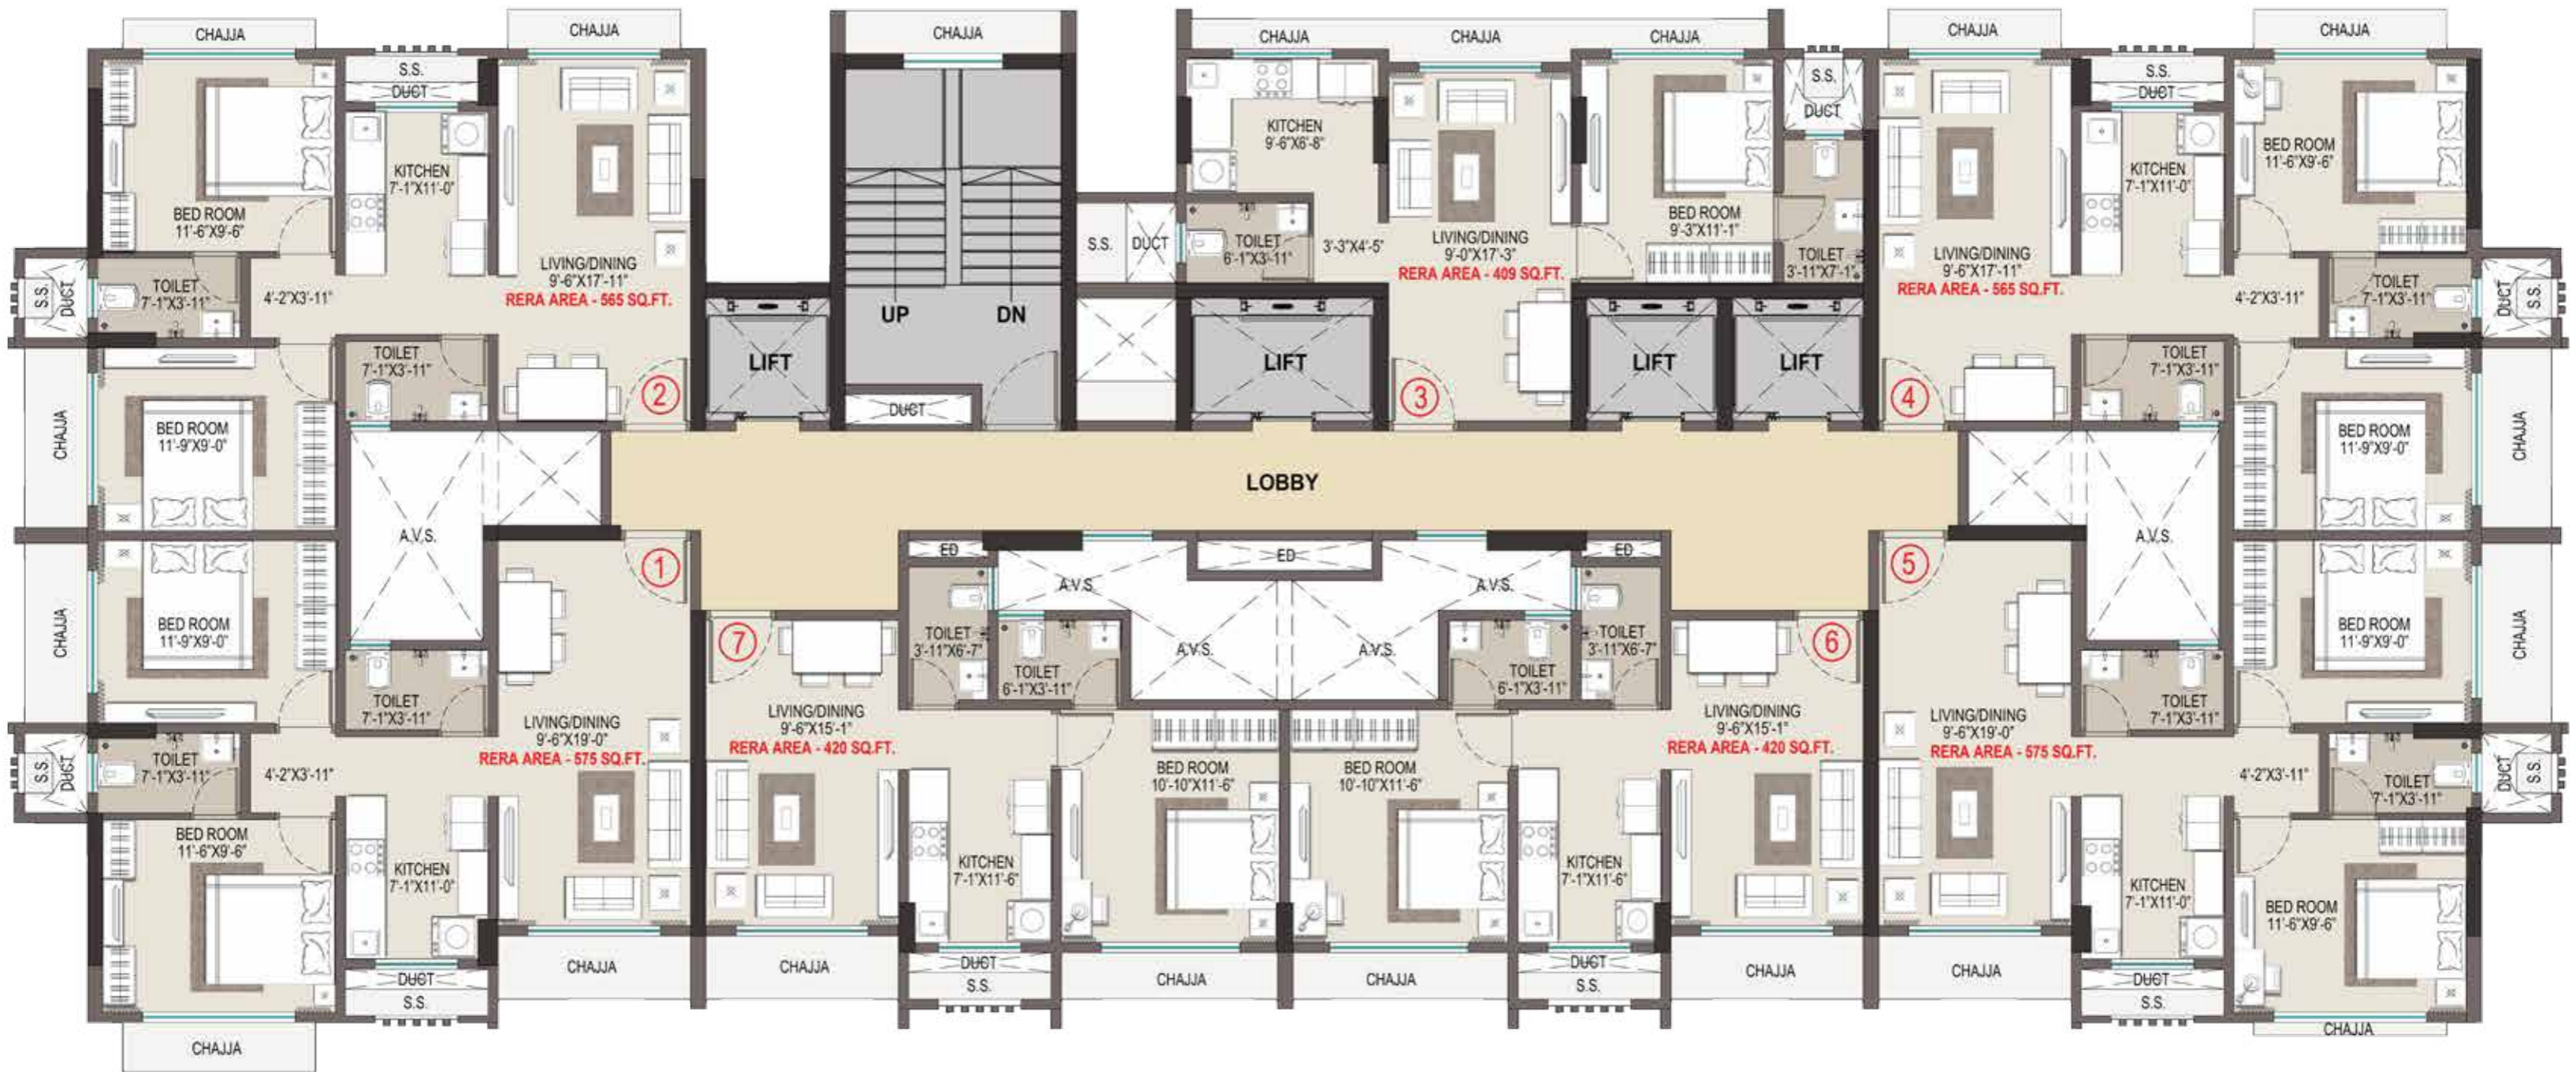 CHAJJA
CHAJJA
CHAJJA
CHAJJA
CHAJJA
CHAJJA
CHAJJA
CHAJJA
S.S.
DUCT
S.S.
DUCT
S.S.
DUCT
BED ROOM
11'-6"X9'-6"
KITCHEN
7'-1"X11'-0"
LIVING/DINING
9'-6"X17'-11"
RERA AREA - 565 SQ.FT.
S.S.
DUCT
TOILET
7'-1"X3'-11"
4'-2"X3'-11"
TOILET
7'-1"X3'-11"
2
LIFT
UP
DN
DUCT
S.S.
DUCT
KITCHEN
9'-6"X6'-8"
TOILET
6'-1"X3'-11"
3'-3"X4'-5"
LIVING/DINING
9'-0"X17'-3"
RERA AREA - 409 SQ.FT.
BED ROOM
9'-3"X11'-1"
TOILET
3'-11"X7'-1"
LIFT
3
LIFT
LIFT
LIVING/DINING
9'-6"X17'-11"
RERA AREA - 565 SQ.FT.
KITCHEN
7'-1"X11'-0"
BED ROOM
11'-6"X9'-6"
4'-2"X3'-11"
TOILET
7'-1"X3'-11"
DUCT
S.S.
TOILET
7'-1"X3'-11"
4
CHAJJA
BED ROOM
11'-9"X9'-0"
A.V.S.
LOBBY
A.V.S.
BED ROOM
11'-9"X9'-0"
CHAJJA
CHAJJA
BED ROOM
11'-9"X9'-0"
TOILET
7'-1"X3'-11"
1
S.S.
DUCT
TOILET
7'-1"X3'-11"
4'-2"X3'-11"
LIVING/DINING
9'-6"X19'-0"
RERA AREA - 575 SQ.FT.
BED ROOM
11'-6"X9'-6"
KITCHEN
7'-1"X11'-0"
DUCT
S.S.
CHAJJA
CHAJJA
7
ED
A.V.S.
ED
A.V.S.
ED
TOILET
3'-11"X6'-7"
TOILET
6'-1"X3'-11"
A.V.S.
A.V.S.
TOILET
6'-1"X3'-11"
TOILET
3'-11"X6'-7"
6
LIVING/DINING
9'-6"X15'-1"
RERA AREA - 420 SQ.FT.
KITCHEN
7'-1"X11'-6"
BED ROOM
10'-10"X11'-6"
BED ROOM
10'-10"X11'-6"
KITCHEN
7'-1"X11'-6"
LIVING/DINING
9'-6"X15'-1"
RERA AREA - 420 SQ.FT.
CHAJJA
DUCT
S.S.
CHAJJA
CHAJJA
DUCT
S.S.
CHAJJA
5
LIVING/DINING
9'-6"X19'-0"
RERA AREA - 575 SQ.FT.
TOILET
7'-1"X3'-11"
BED ROOM
11'-9"X9'-0"
CHAJJA
4'-2"X3'-11"
TOILET
7'-1"X3'-11"
DUCT
S.S.
KITCHEN
7'-1"X11'-0"
BED ROOM
11'-6"X9'-6"
CHAJJA
DUCT
S.S.
CHAJJA